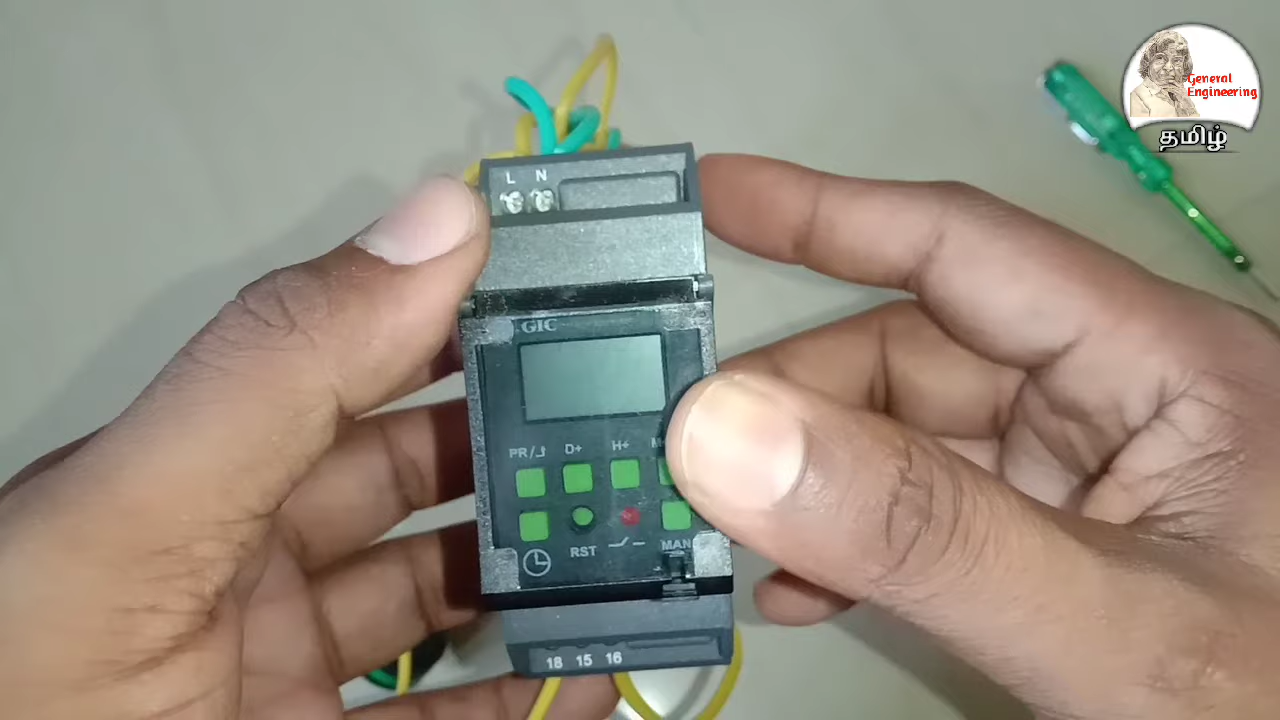 General
Engineering
தமிழ்
L N
GIC
PR/ D+ H+
RST MAN
18 15 16